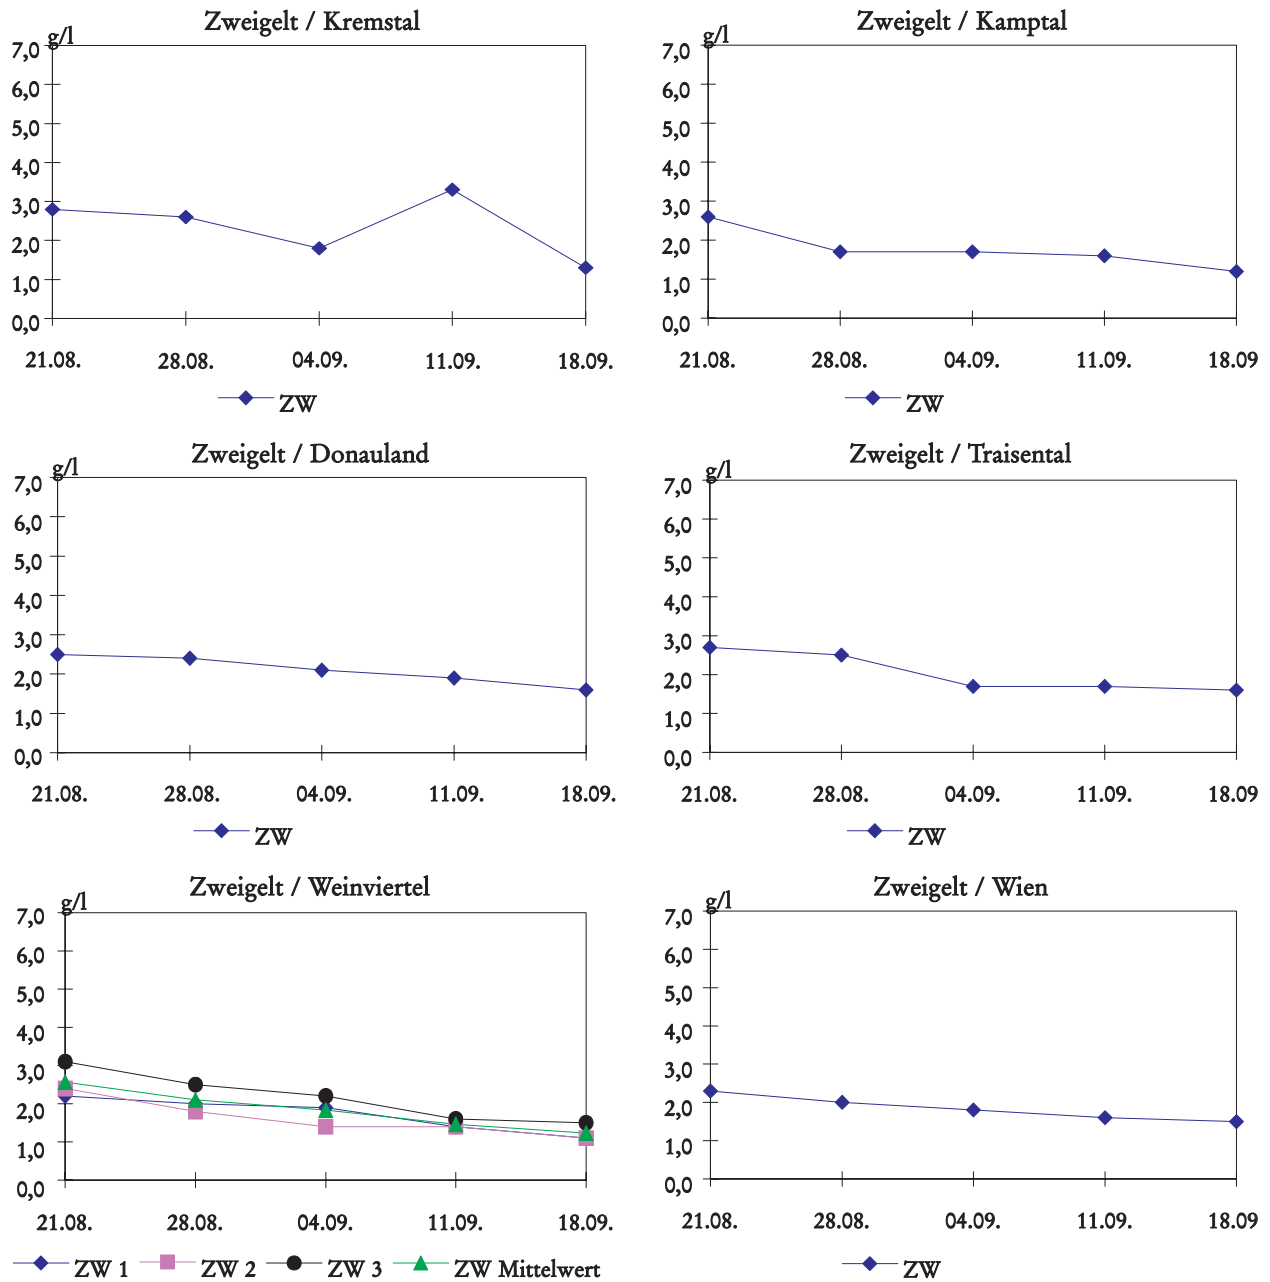 Zweigelt / Kremstal
g/l
7,0
6,0
5,0
4,0
3,0
2,0
1,0
0,0
21.08. 28.08. 04.09. 11.09. 18.09.
ZW
Zweigelt / Kamptal
g/l
7,0
6,0
5,0
4,0
3,0
2,0
1,0
0,0
21.08. 28.08. 04.09. 11.09. 18.09
ZW
Zweigelt / Donauland
g/l
7,0
6,0
5,0
4,0
3,0
2,0
1,0
0,0
21.08. 28.08. 04.09. 11.09. 18.09.
ZW
Zweigelt / Traisental
g/l
7,0
6,0
5,0
4,0
3,0
2,0
1,0
0,0
21.08. 28.08. 04.09. 11.09. 18.09
ZW
Zweigelt / Weinviertel
g/l
7,0
6,0
5,0
4,0
3,0
2,0
1,0
0,0
21.08. 28.08. 04.09. 11.09. 18.09.
ZW 1 ZW 2 ZW 3 ZW Mittelwert
Zweigelt / Wien
g/l
7,0
6,0
5,0
4,0
3,0
2,0
1,0
0,0
21.08. 28.08. 04.09. 11.09. 18.09
ZW